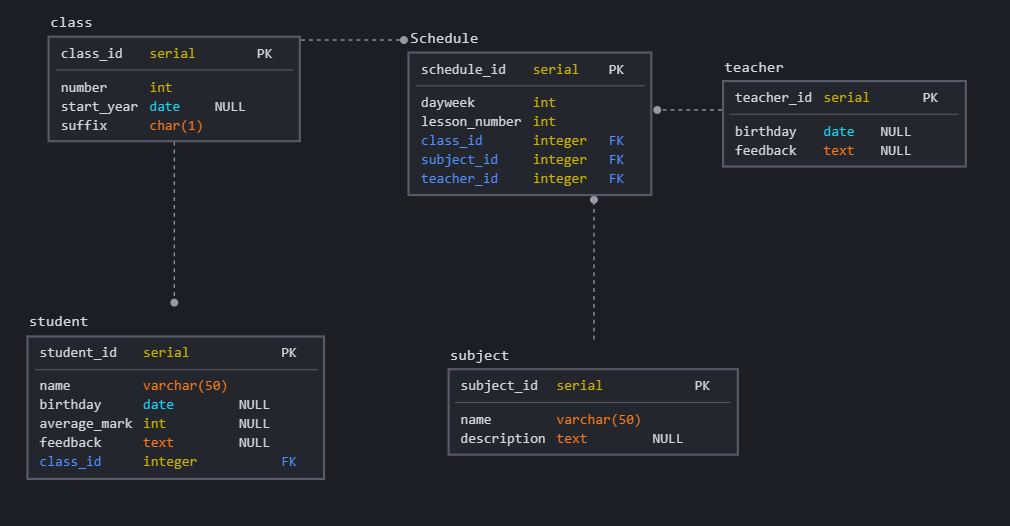 class
class_id serial PK
number int
start_year date NULL
suffix char(1)
Schedule
schedule_id serial PK
dayweek int
lesson_number int
class_id integer FK
subject_id integer FK
teacher_id integer FK
teacher
teacher_id serial PK
birthday date NULL
feedback text NULL
student
student_id serial PK
name varchar(50)
birthday date NULL
average_mark int NULL
feedback text NULL
class_id integer FK
subject
subject_id serial PK
name varchar(50)
description text NULL